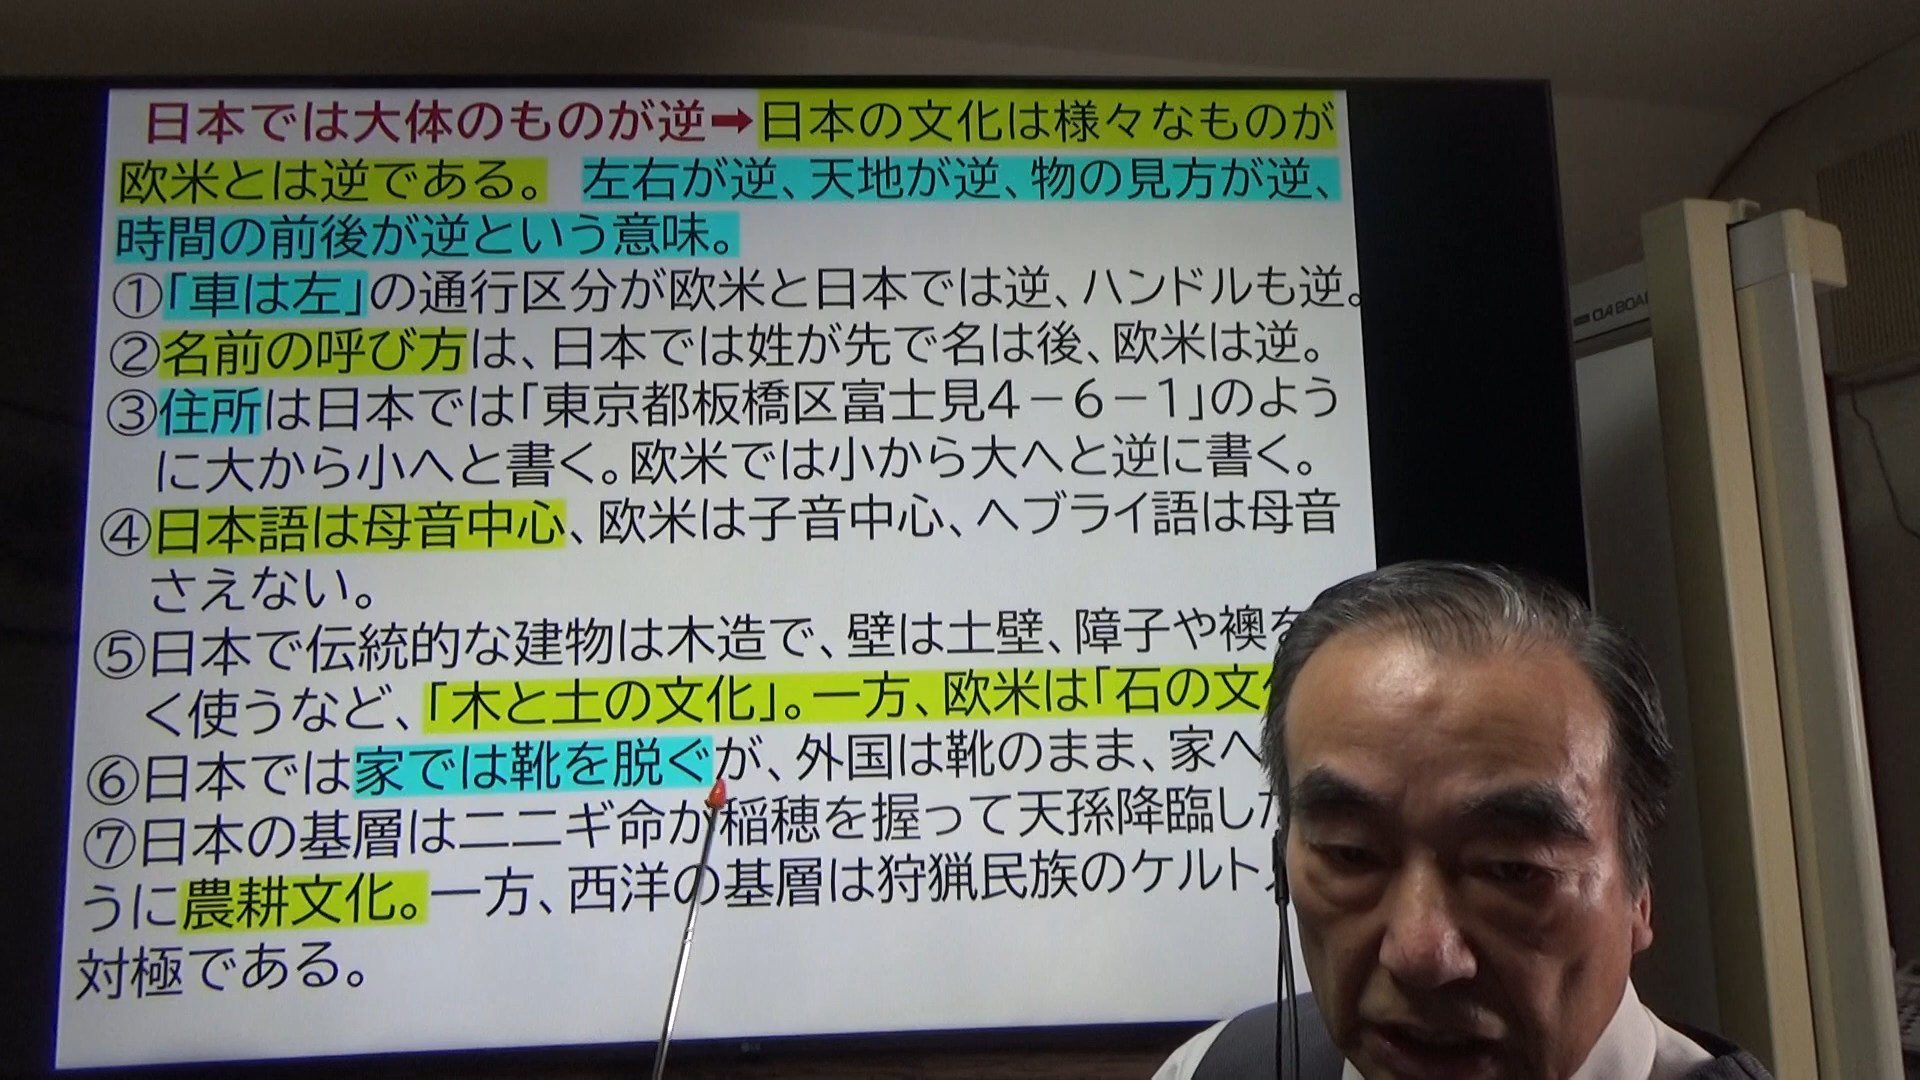 日本では大体のものが逆➡日本の文化は様々なものが
欧米とは逆である。 左右が逆、天地が逆、物の見方が逆、
時間の前後が逆という意味。
①「車は左」の通行区分が欧米と日本では逆、ハンドルも逆。
②名前の呼び方は、日本では姓が先で名は後、欧米は逆。
③住所は日本では「東京都板橋区富士見4－6－1」のよう
に大から小へと書く。欧米では小から大へと逆に書く。
④日本語は母音中心、欧米は子音中心、ヘブライ語は母音
さえない。
⑤日本で伝統的な建物は木造で、壁は土壁、障子や襖を
く使うなど、「木と土の文化」。一方、欧米は「石の文化
⑥日本では家では靴を脱ぐが、外国は靴のまま、家へ
⑦日本の基層はニニギ命が稲穂を握って天孫降臨した
うに農耕文化。一方、西洋の基層は狩猟民族のケルト
対極である。
OA BOA